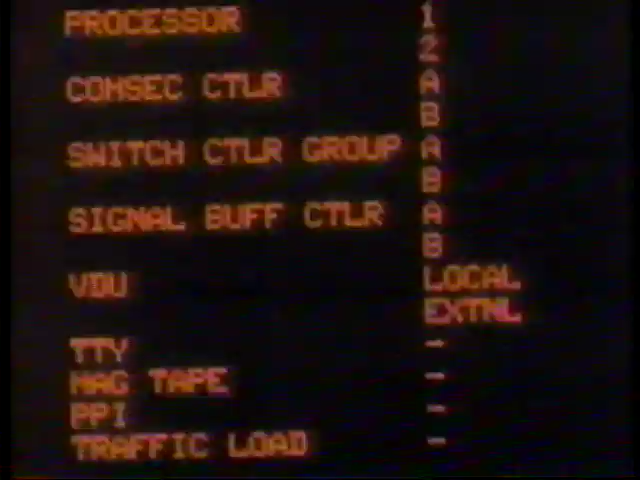 PROCESSOR 1
2
COMSEC CTLR A
B
SWITCH CTLR GROUP A
B
SIGNAL BUFF CTLR A
B
VDU LOCAL
EXTNL
TTY -
MAG TAPE -
PPI -
TRAFFIC LOAD -